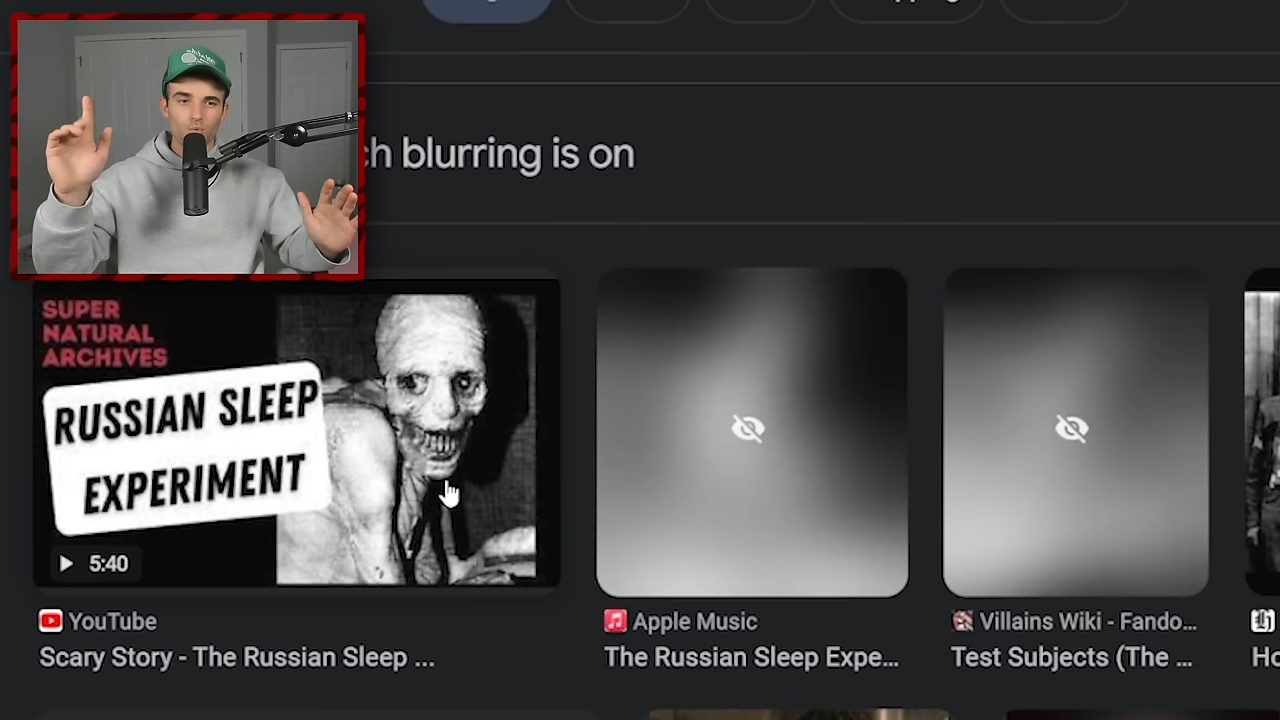 blurring is on
SUPER
NATURAL
ARCHIVES
RUSSIAN SLEEP
EXPERIMENT
5:40
YouTube
Scary Story - The Russian Sleep ...
Apple Music
The Russian Sleep Expe...
Villains Wiki - Fando...
Test Subjects (The ...